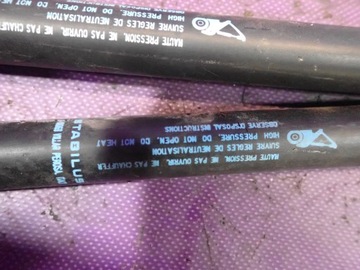 HIGH PRESSURE, DO NOT OPEN, DO NOT HEAT
HAUTE PRESSION, NE PAS OUVRIR, NE PAS CHAUFFER
SUIVRE REGLES DE NEUTRALISATION
STABILUS
OBSERVE DISPOSAL INSTRUCTIONS
HIGH PRESSURE, DO NOT OPEN, DO NOT HEAT
HAUTE PRESSION, NE PAS OUVRIR, NE PAS CHAUFFER
SUIVRE REGLES DE NEUTRALISATION